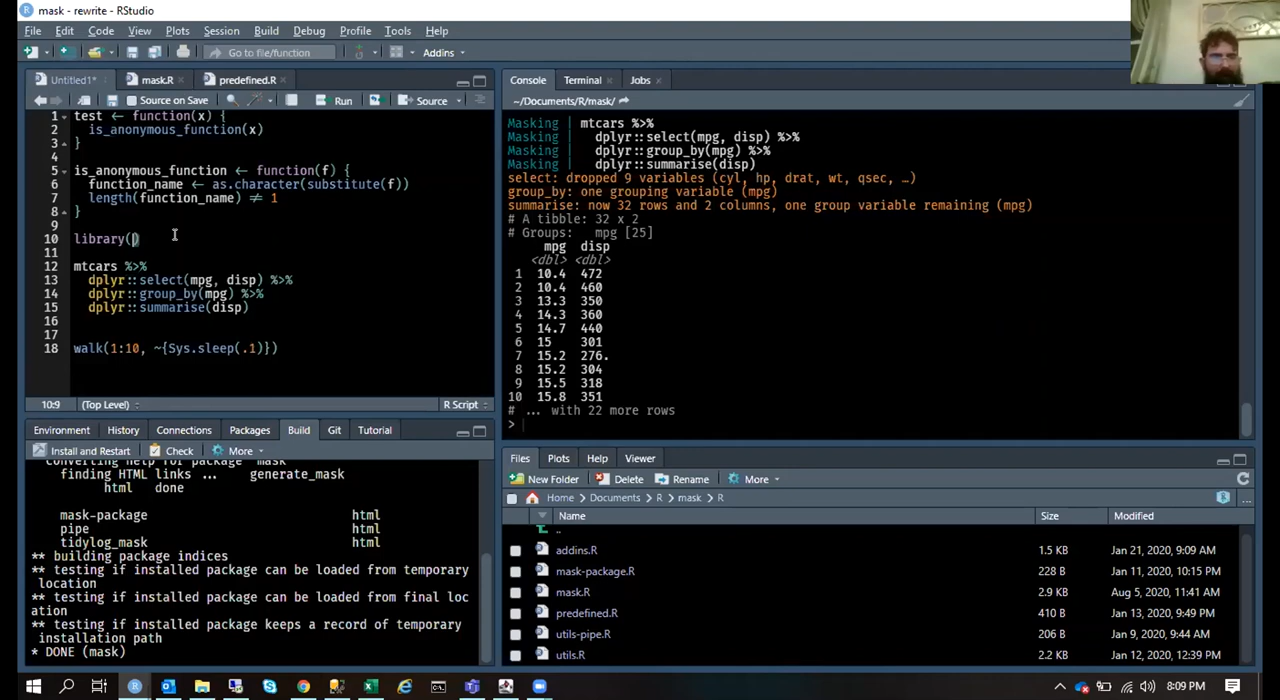 mask - rewrite - RStudio
File Edit Code View Plots Session Build Debug Profile Tools Help
Go to file/function Addins
Untitled1* mask.R predefined.R
Source on Save Run Source
1 test ← function(x) {
2 is_anonymous_function(x)
3 }
4
5 is_anonymous_function ← function(f) {
6 function_name ← as.character(substitute(f))
7 length(function_name) ≠ 1
8 }
9
10 library()
11
12 mtcars %>%
13 dplyr::select(mpg, disp) %>%
14 dplyr::group_by(mpg) %>%
15 dplyr::summarise(disp)
16
17
18 walk(1:10, ~{Sys.sleep(.1)})
10:9 (Top Level) R Script
Environment History Connections Packages Build Git Tutorial
Install and Restart Check More
Converting help for package 'mask'
finding HTML links ... generate_mask
html done
mask-package html
pipe html
tidylog_mask html
** building package indices
** testing if installed package can be loaded from temporary
location
** testing if installed package can be loaded from final loc
ation
** testing if installed package keeps a record of temporary
installation path
* DONE (mask)
Console Terminal Jobs
~/Documents/R/mask/
Masking | mtcars %>%
Masking | dplyr::select(mpg, disp) %>%
Masking | dplyr::group_by(mpg) %>%
Masking | dplyr::summarise(disp)
select: dropped 9 variables (cyl, hp, drat, wt, qsec, …)
group_by: one grouping variable (mpg)
summarise: now 32 rows and 2 columns, one group variable remaining (mpg)
# A tibble: 32 x 2
# Groups: mpg [25]
mpg disp
<dbl> <dbl>
1 10.4 472
2 10.4 460
3 13.3 350
4 14.3 360
5 14.7 440
6 15 301
7 15.2 276.
8 15.2 304
9 15.5 318
10 15.8 351
# ... with 22 more rows
>
Files Plots Help Viewer
New Folder Delete Rename More
Home Documents R mask R
Name Size Modified
..
addins.R 1.5 KB Jan 21, 2020, 9:09 AM
mask-package.R 228 B Jan 11, 2020, 10:15 PM
mask.R 2.9 KB Aug 5, 2020, 11:41 AM
predefined.R 410 B Jan 13, 2020, 9:49 PM
utils-pipe.R 206 B Jan 9, 2020, 9:44 AM
utils.R 2.2 KB Jan 12, 2020, 12:39 PM
8:09 PM